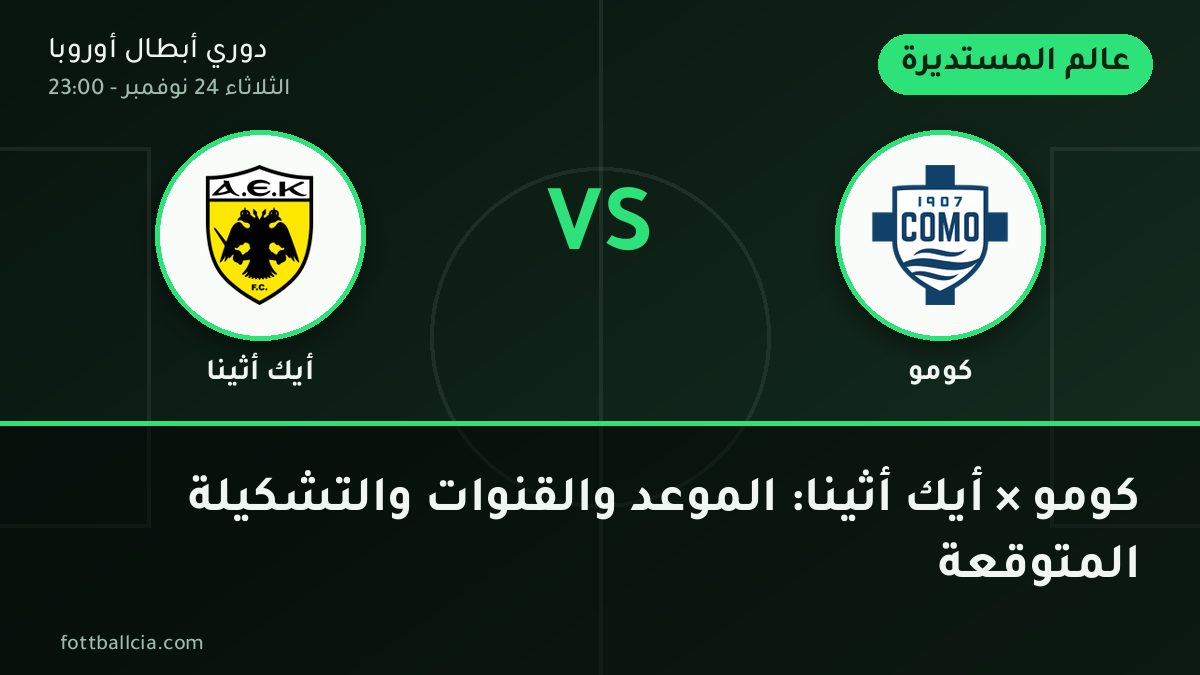 عالم المستديرة
دوري أبطال أوروبا
الثلاثاء 24 نوفمبر - 23:00
VS
1907
COMO
A.E.K
F.C.
كومو
أيك أثينا
كومو × أيك أثينا: الموعد والقنوات والتشكيلة
المتوقعة
fottballcia.com